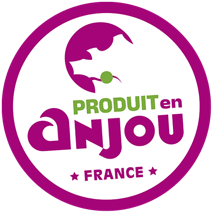 PRODUIT en
anjou
★ FRANCE ★